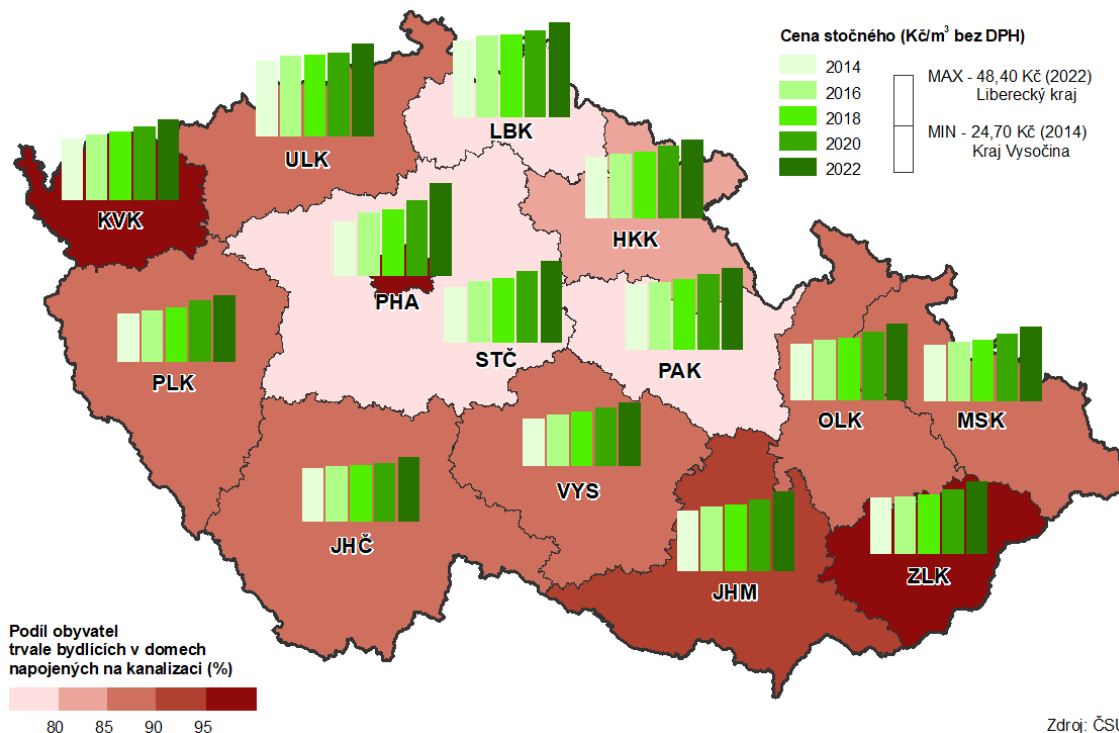 Cena stočného (Kč/m³ bez DPH)
2014
2016
2018
2020
2022
MAX - 48,40 Kč (2022)
Liberecký kraj
MIN - 24,70 Kč (2014)
Kraj Vysočina
LBK
ULK
KVK
HKK
PHA
STČ
PAK
PLK
OLK
MSK
VYS
JHČ
JHM
ZLK
Podíl obyvatel
trvale bydlících v domech
napojených na kanalizaci (%)
80 85 90 95
Zdroj: ČSÚ